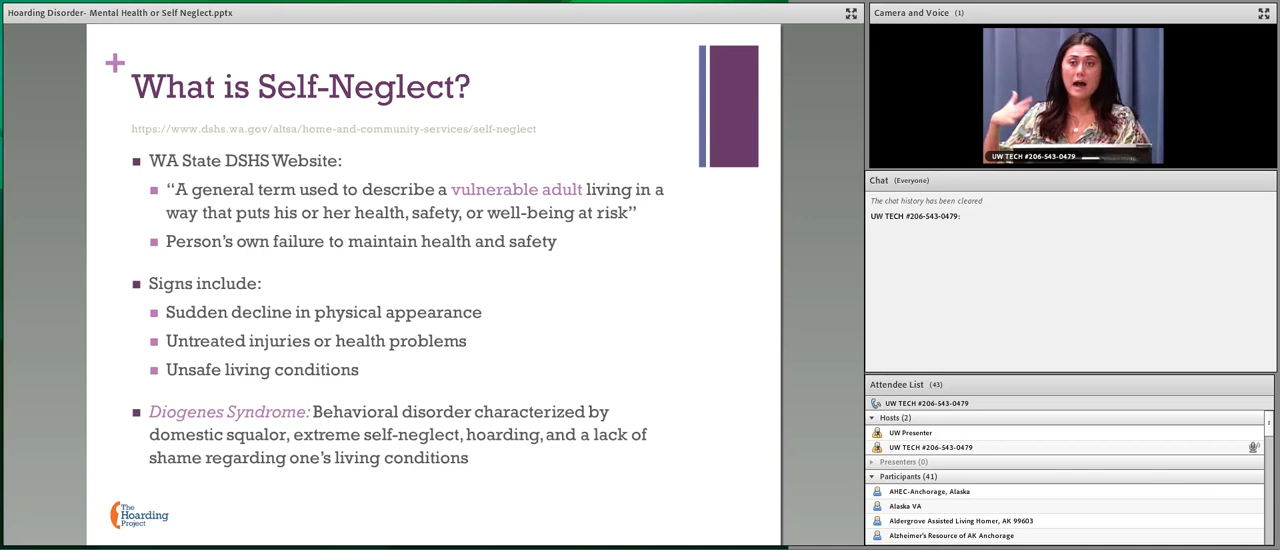 Hoarding Disorder- Mental Health or Self Neglect.pptx
+
What is Self-Neglect?
https://www.dshs.wa.gov/altsa/home-and-community-services/self-neglect
WA State DSHS Website:
“A general term used to describe a vulnerable adult living in a
way that puts his or her health, safety, or well-being at risk”
Person’s own failure to maintain health and safety
Signs include:
Sudden decline in physical appearance
Untreated injuries or health problems
Unsafe living conditions
Diogenes Syndrome: Behavioral disorder characterized by
domestic squalor, extreme self-neglect, hoarding, and a lack of
shame regarding one’s living conditions
The
Hoarding
Project
Camera and Voice (1)
UW TECH #206-543-0479
Chat (Everyone)
The chat history has been cleared
UW TECH #206-543-0479:
Attendee List (43)
UW TECH #206-543-0479
Hosts (2)
UW Presenter
UW TECH #206-543-0479
Presenters (0)
Participants (41)
AHEC-Anchorage, Alaska
Alaska VA
Aldergrove Assisted Living Homer, AK 99603
Alzheimer's Resource of AK Anchorage